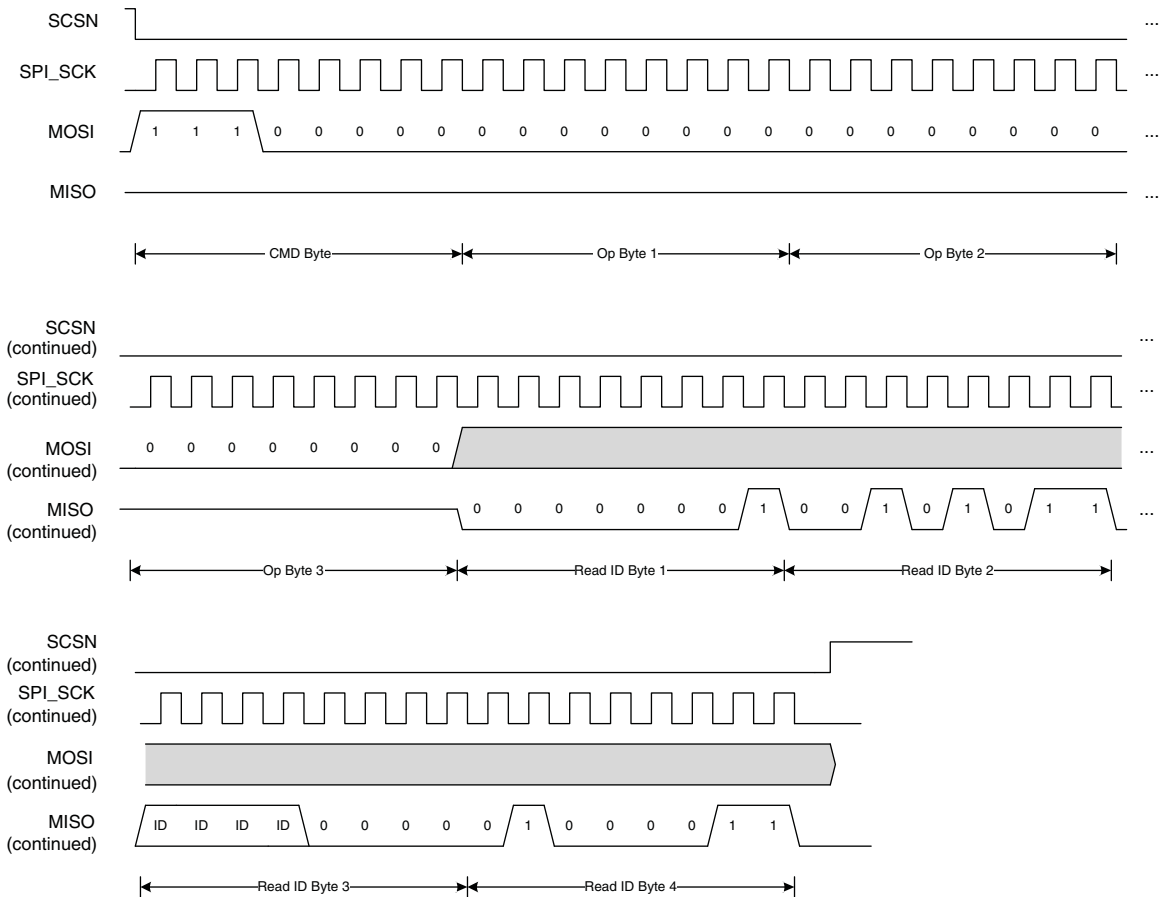 SCSN ...
SPI_SCK ...
MOSI 1 1 1 0 0 0 0 0 0 0 0 0 0 0 0 0 0 0 0 0 0 0 0 0 ...
MISO ...
CMD Byte Op Byte 1 Op Byte 2
SCSN
(continued) ...
SPI_SCK
(continued) ...
MOSI 0 0 0 0 0 0 0 0 ...
(continued)
MISO 0 0 0 0 0 0 0 1 0 0 1 0 1 0 1 1 ...
(continued)
Op Byte 3 Read ID Byte 1 Read ID Byte 2
SCSN
(continued)
SPI_SCK
(continued)
MOSI
(continued)
MISO ID ID ID ID 0 0 0 0 0 1 0 0 0 0 1 1
(continued)
Read ID Byte 3 Read ID Byte 4